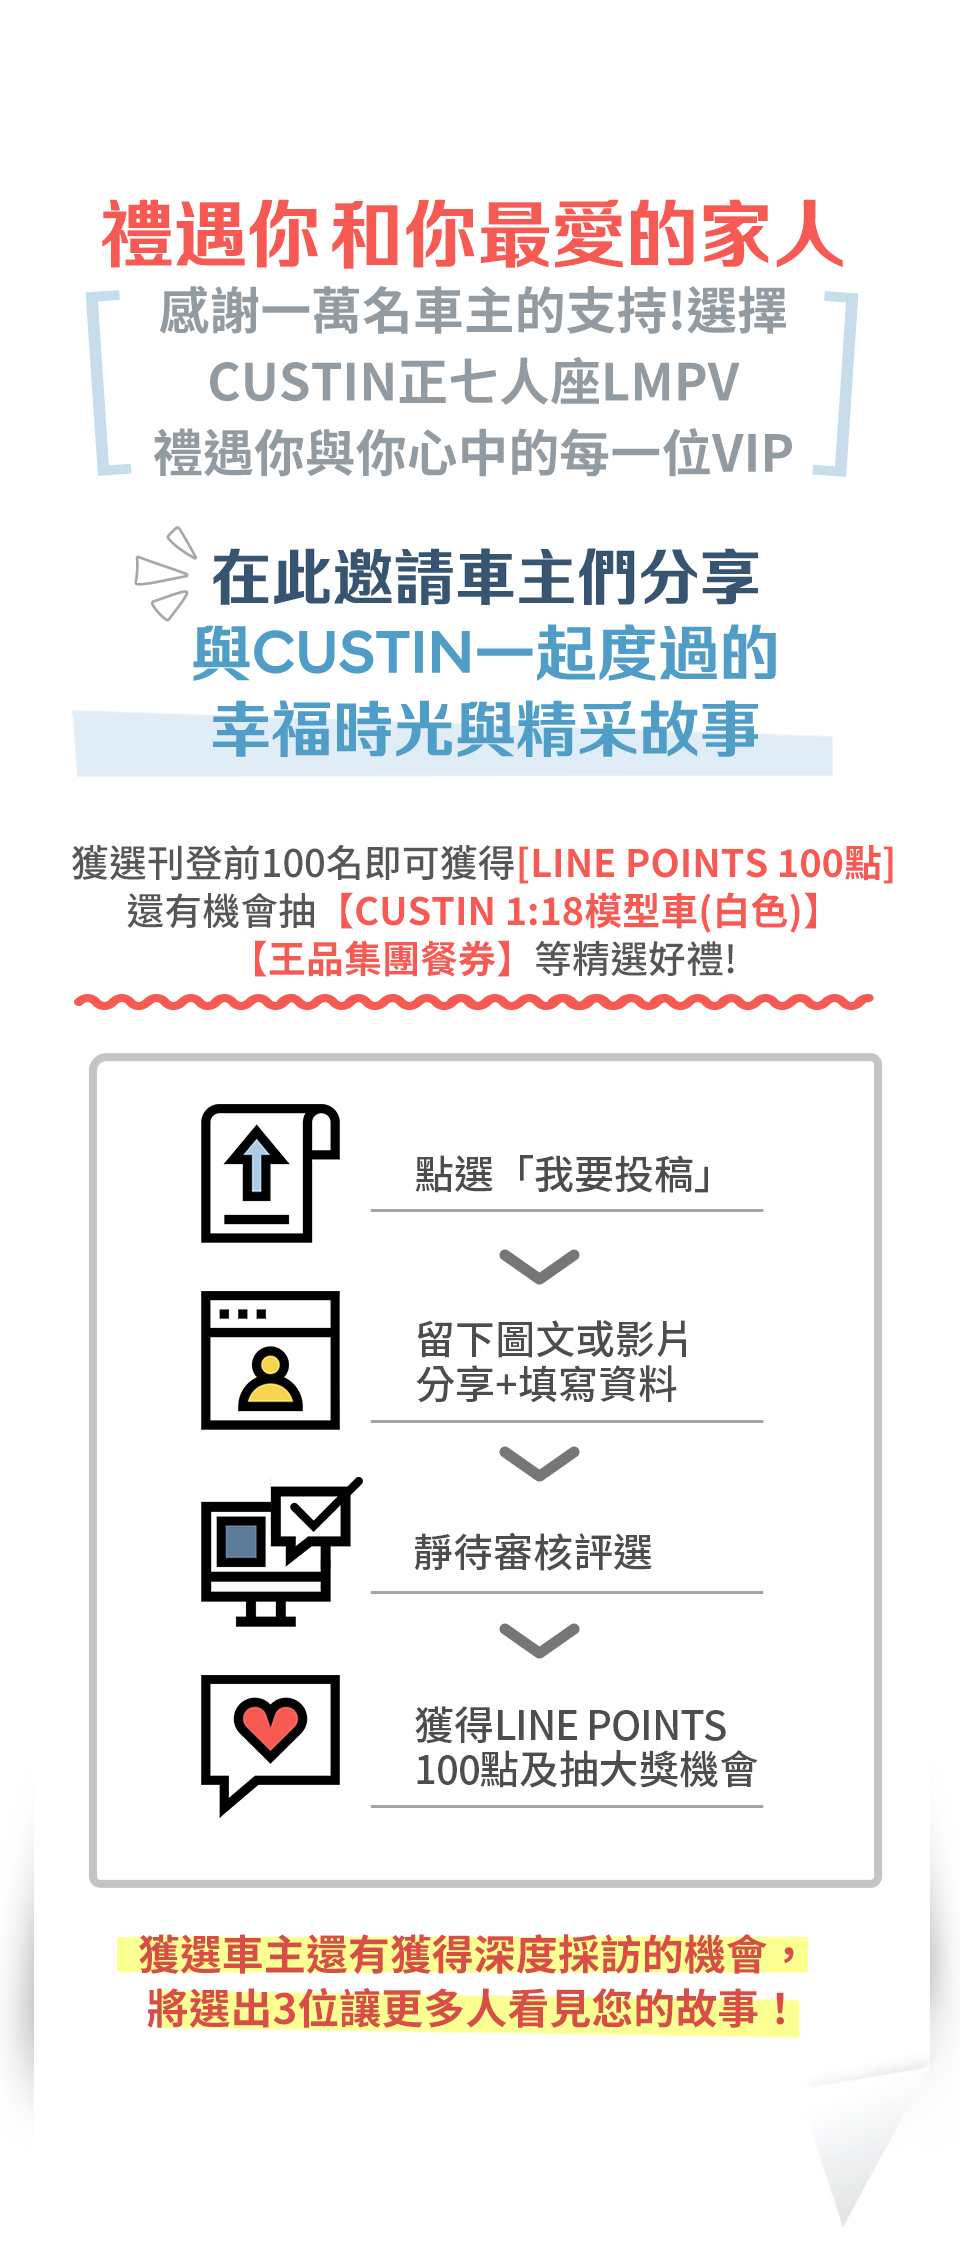 禮遇你和你最愛的家人
感謝一萬名車主的支持!選擇
CUSTIN正七人座LMPV
禮遇你與你心中的每一位VIP
在此邀請車主們分享
與CUSTIN一起度過的
幸福時光與精采故事
獲選刊登前100名即可獲得[LINE POINTS 100點]
還有機會抽【CUSTIN 1:18模型車(白色)】
【王品集團餐券】等精選好禮!
點選「我要投稿」
留下圖文或影片
分享+填寫資料
靜待審核評選
獲得LINE POINTS
100點及抽大獎機會
獲選車主還有獲得深度採訪的機會，
將選出3位讓更多人看見您的故事！